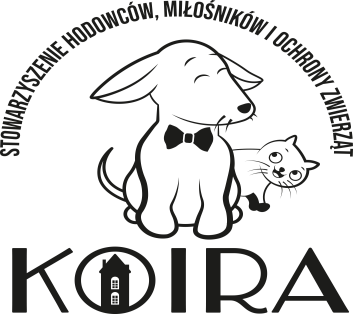 STOWARZYSZENIE HODOWCÓW, MIŁOŚNIKÓW I OCHRONY ZWIERZĄT
KOIRA